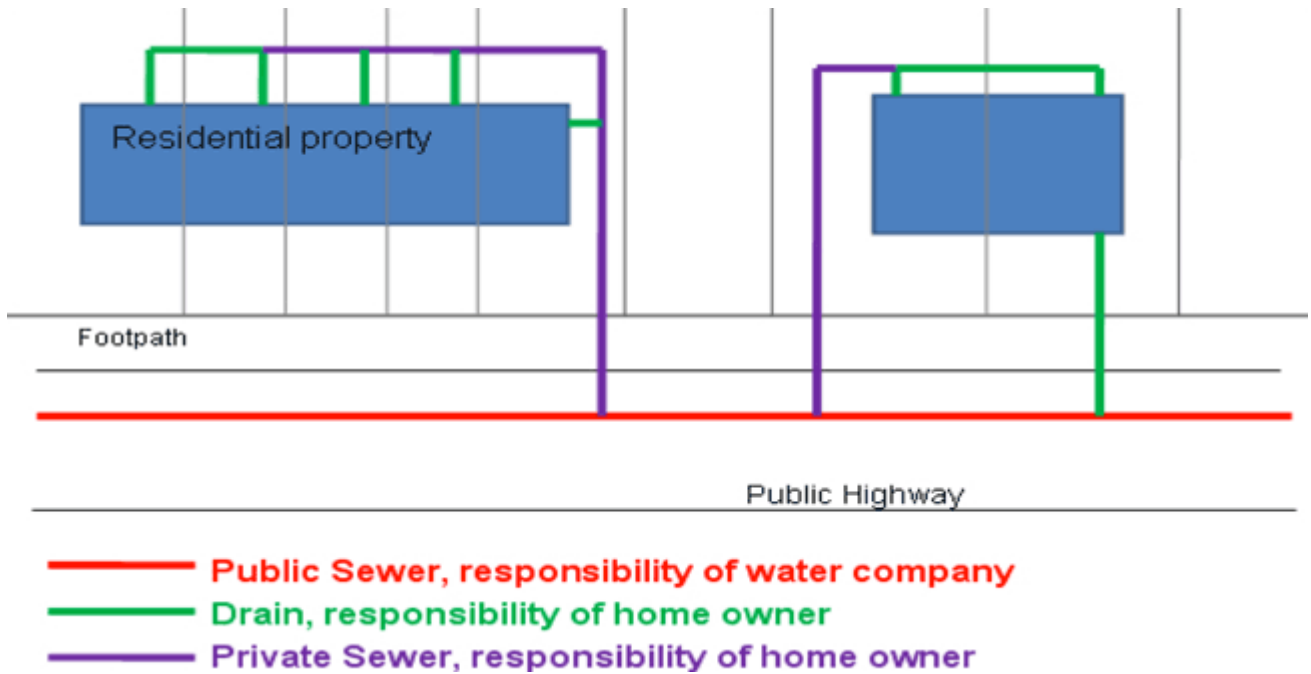 Residential property
Footpath
Public Highway
Public Sewer, responsibility of water company
Drain, responsibility of home owner
Private Sewer, responsibility of home owner